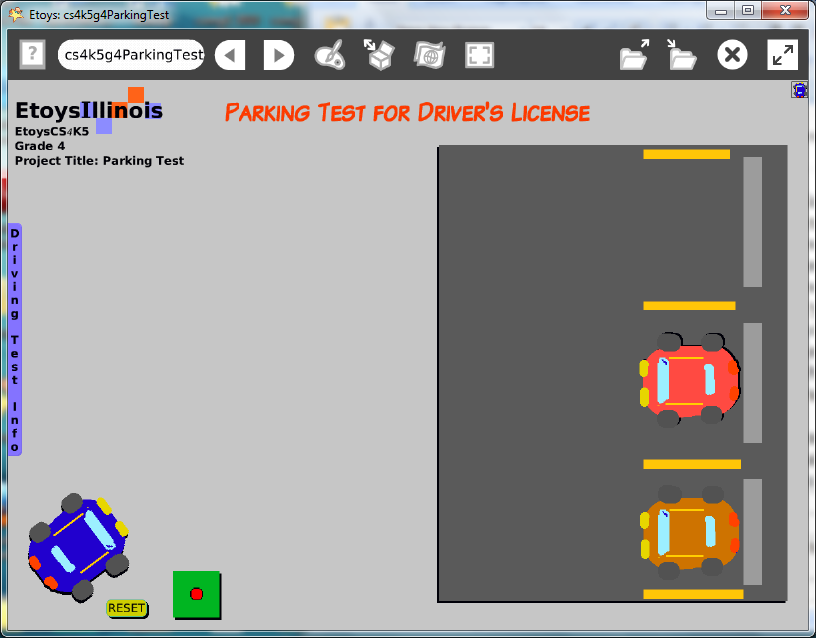 Etoys: cs4k5g4ParkingTest
?
cs4k5g4ParkingTest
EtoysIllinois
EtoysCS4K5
Grade 4
Project Title: Parking Test
Parking Test for Driver's License
Driving Test Info
RESET